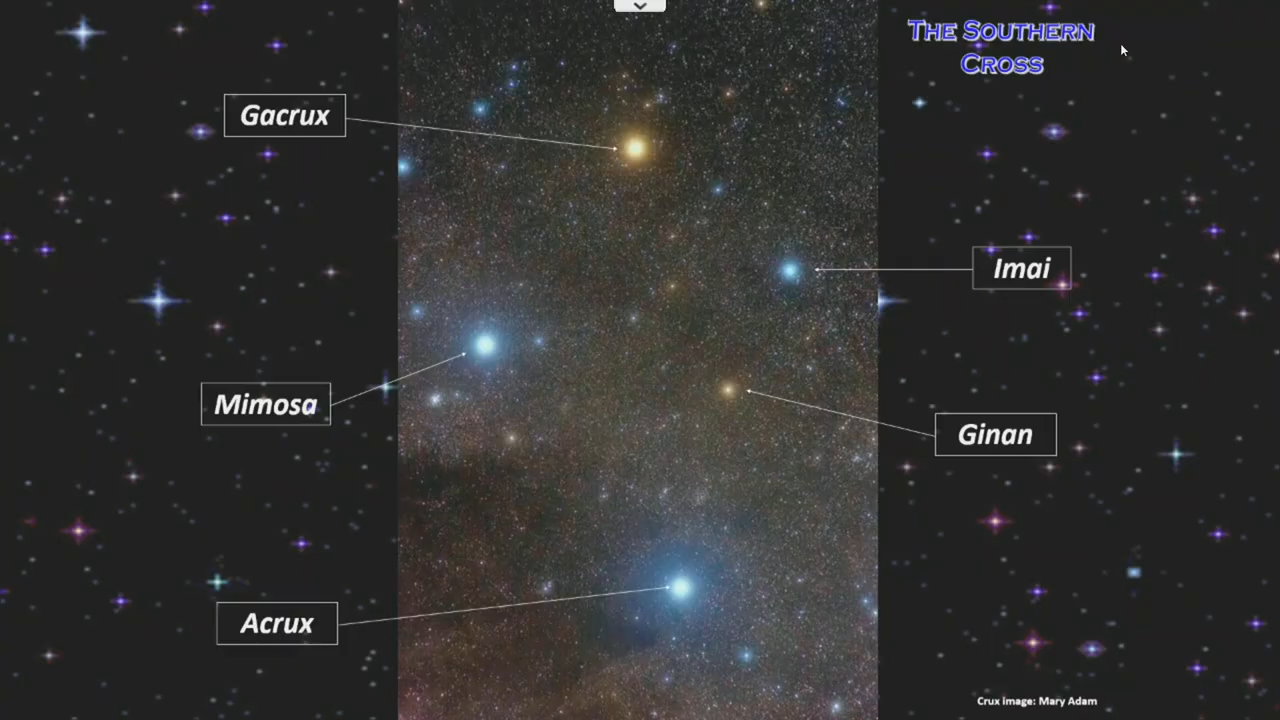 The Southern
Cross
Gacrux
Imai
Mimosa
Ginan
Acrux
Crux Image: Mary Adam